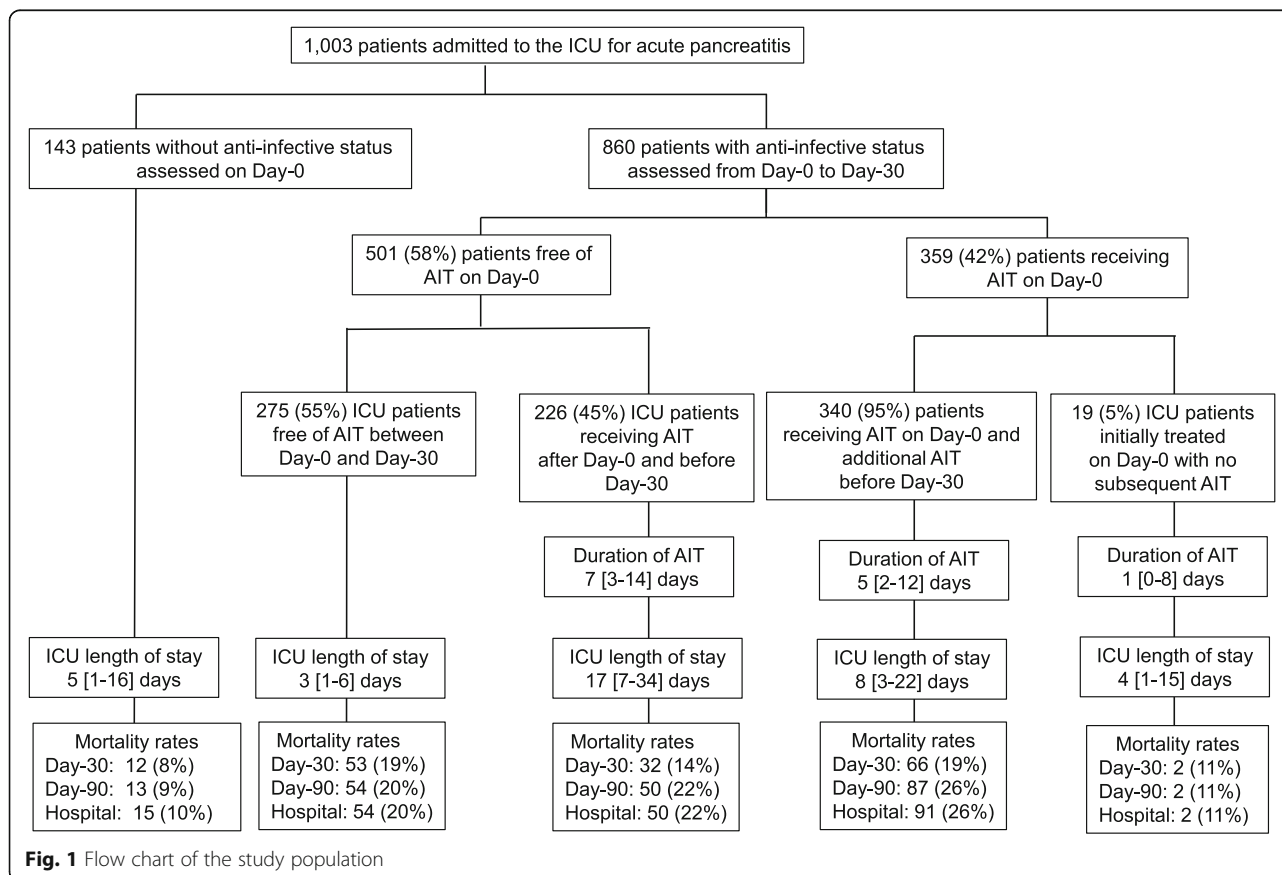 1,003 patients admitted to the ICU for acute pancreatitis
143 patients without anti-infective status
assessed on Day-0
860 patients with anti-infective status
assessed from Day-0 to Day-30
501 (58%) patients free of
AIT on Day-0
359 (42%) patients receiving
AIT on Day-0
275 (55%) ICU patients
free of AIT between
Day-0 and Day-30
226 (45%) ICU patients
receiving AIT
after Day-0 and before
Day-30
340 (95%) patients
receiving AIT on Day-0 and
additional AIT
before Day-30
19 (5%) ICU patients
initially treated
on Day-0 with no
subsequent AIT
Duration of AIT
7 [3-14] days
Duration of AIT
5 [2-12] days
Duration of AIT
1 [0-8] days
ICU length of stay
5 [1-16] days
ICU length of stay
3 [1-6] days
ICU length of stay
17 [7-34] days
ICU length of stay
8 [3-22] days
ICU length of stay
4 [1-15] days
Mortality rates
Day-30: 12 (8%)
Day-90: 13 (9%)
Hospital: 15 (10%)
Mortality rates
Day-30: 53 (19%)
Day-90: 54 (20%)
Hospital: 54 (20%)
Mortality rates
Day-30: 32 (14%)
Day-90: 50 (22%)
Hospital: 50 (22%)
Mortality rates
Day-30: 66 (19%)
Day-90: 87 (26%)
Hospital: 91 (26%)
Mortality rates
Day-30: 2 (11%)
Day-90: 2 (11%)
Hospital: 2 (11%)
Fig. 1 Flow chart of the study population